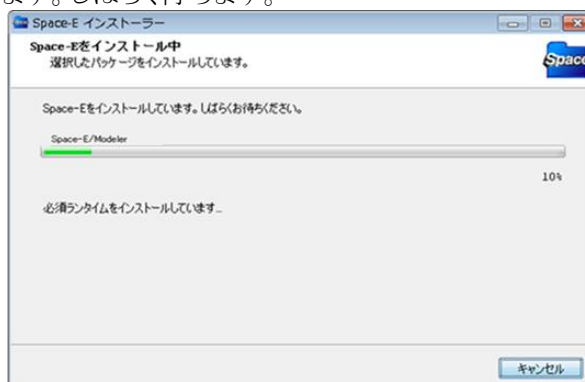 ます。しばらく待ちます。
Space-E インストーラー
Space-Eをインストール中
選択したパッケージをインストールしています。
Space
Space-Eをインストールしています。しばらくお待ちください。
Space-E/Modeler
10%
必須ランタイムをインストールしています...
キャンセル